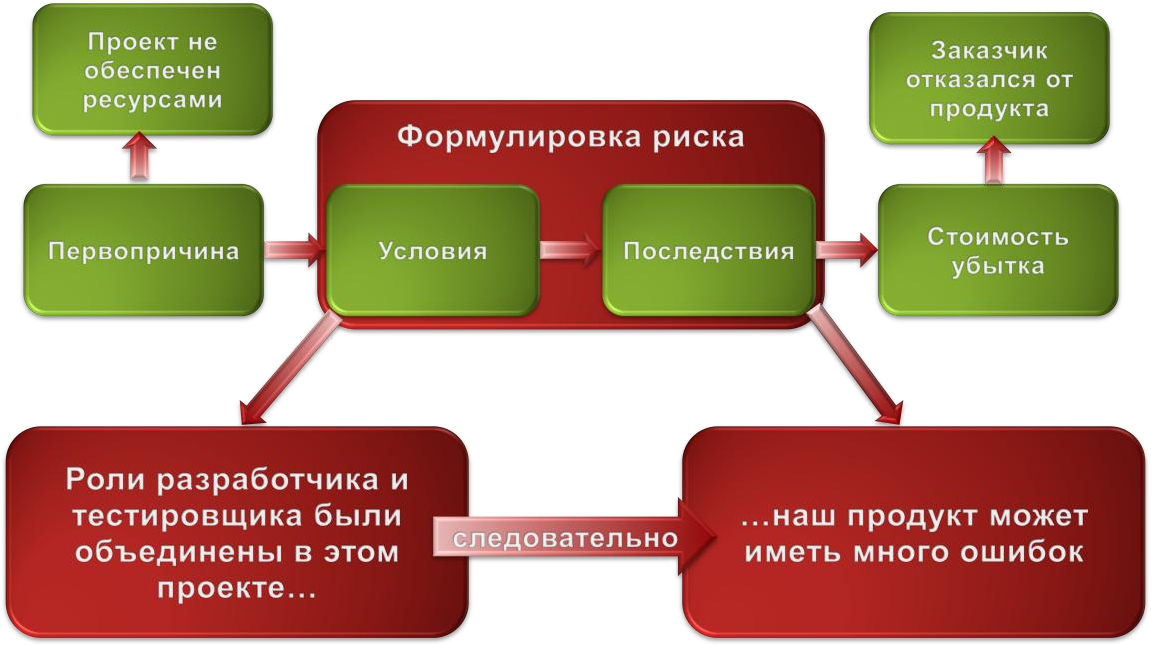 Проект не
обеспечен
ресурсами
Заказчик
отказался от
продукта
Формулировка риска
Первопричина
Условия
Последствия
Стоимость
убытка
Роли разработчика и
тестировщика были
объединены в этом
проекте...
следовательно
...наш продукт может
иметь много ошибок